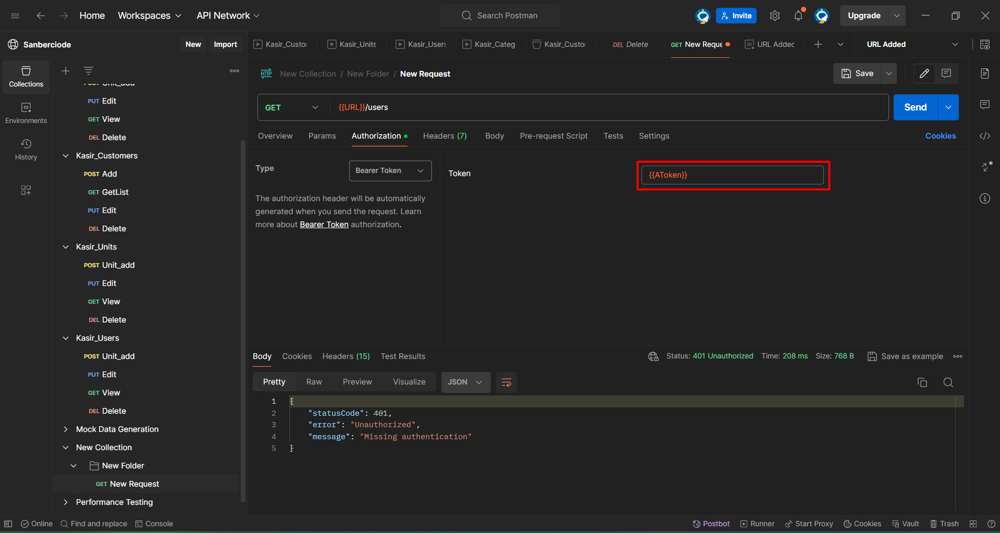 Home Workspaces API Network Search Postman Invite Upgrade
Sanberciode New Import Kasir_Custo Kasir_Units Kasir_Users Kasir_Categ Kasir_Custo DEL Delete GET New Reque URL Added URL Added
Collections
Environments
History
Unit_add
PUT Edit
GET View
DEL Delete
Kasir_Customers
POST Add
GET GetList
PUT Edit
DEL Delete
Kasir_Units
POST Unit_add
PUT Edit
GET View
DEL Delete
Kasir_Users
POST Unit_add
PUT Edit
GET View
DEL Delete
Mock Data Generation
New Collection
New Folder
GET New Request
Performance Testing
HTTP New Collection / New Folder / New Request Save
GET {{URL}}/users Send
Overview Params Authorization Headers (7) Body Pre-request Script Tests Settings Cookies
Type Bearer Token
The authorization header will be automatically
generated when you send the request. Learn
more about Bearer Token authorization.
Token {{AToken}}
Body Cookies Headers (15) Test Results Status: 401 Unauthorized Time: 208 ms Size: 768 B Save as example
Pretty Raw Preview Visualize JSON
1 {
2 "statusCode": 401,
3 "error": "Unauthorized",
4 "message": "Missing authentication"
5 }
Online Find and replace Console Postbot Runner Start Proxy Cookies Vault Trash